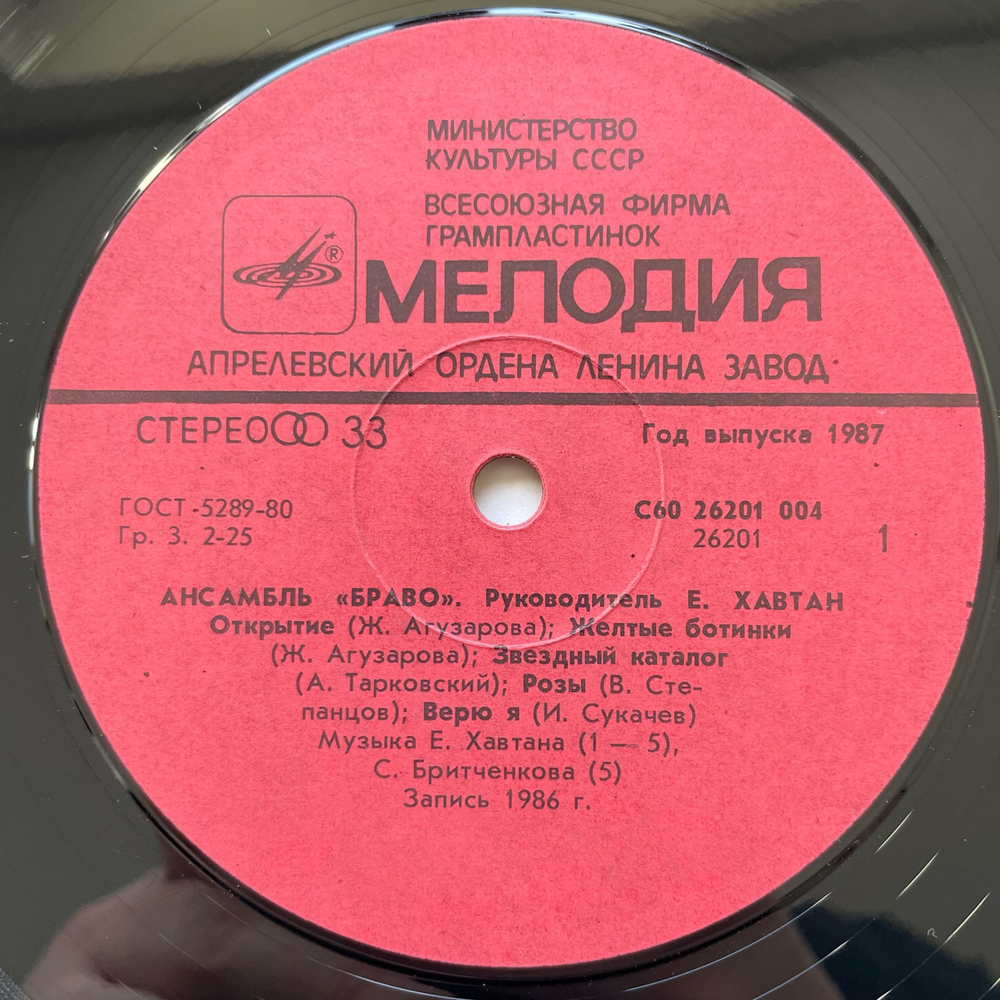 МИНИСТЕРСТВО
КУЛЬТУРЫ СССР
ВСЕСОЮЗНАЯ ФИРМА
ГРАМПЛАСТИНОК
®
МЕЛОДИЯ
АПРЕЛЕВСКИЙ ОРДЕНА ЛЕНИНА ЗАВОД
СТЕРЕО 33
Год выпуска 1987
ГОСТ -5289-80
Гр. 3. 2-25
С60 26201 004
26201
1
АНСАМБЛЬ «БРАВО». Руководитель Е. ХАВТАН
Открытие (Ж. Агузарова); Желтые ботинки
(Ж. Агузарова); Звездный каталог
(А. Тарковский); Розы (В. Сте-
панцов); Верю я (И. Сукачев)
Музыка Е. Хавтана (1 — 5),
С. Бритченкова (5)
Запись 1986 г.